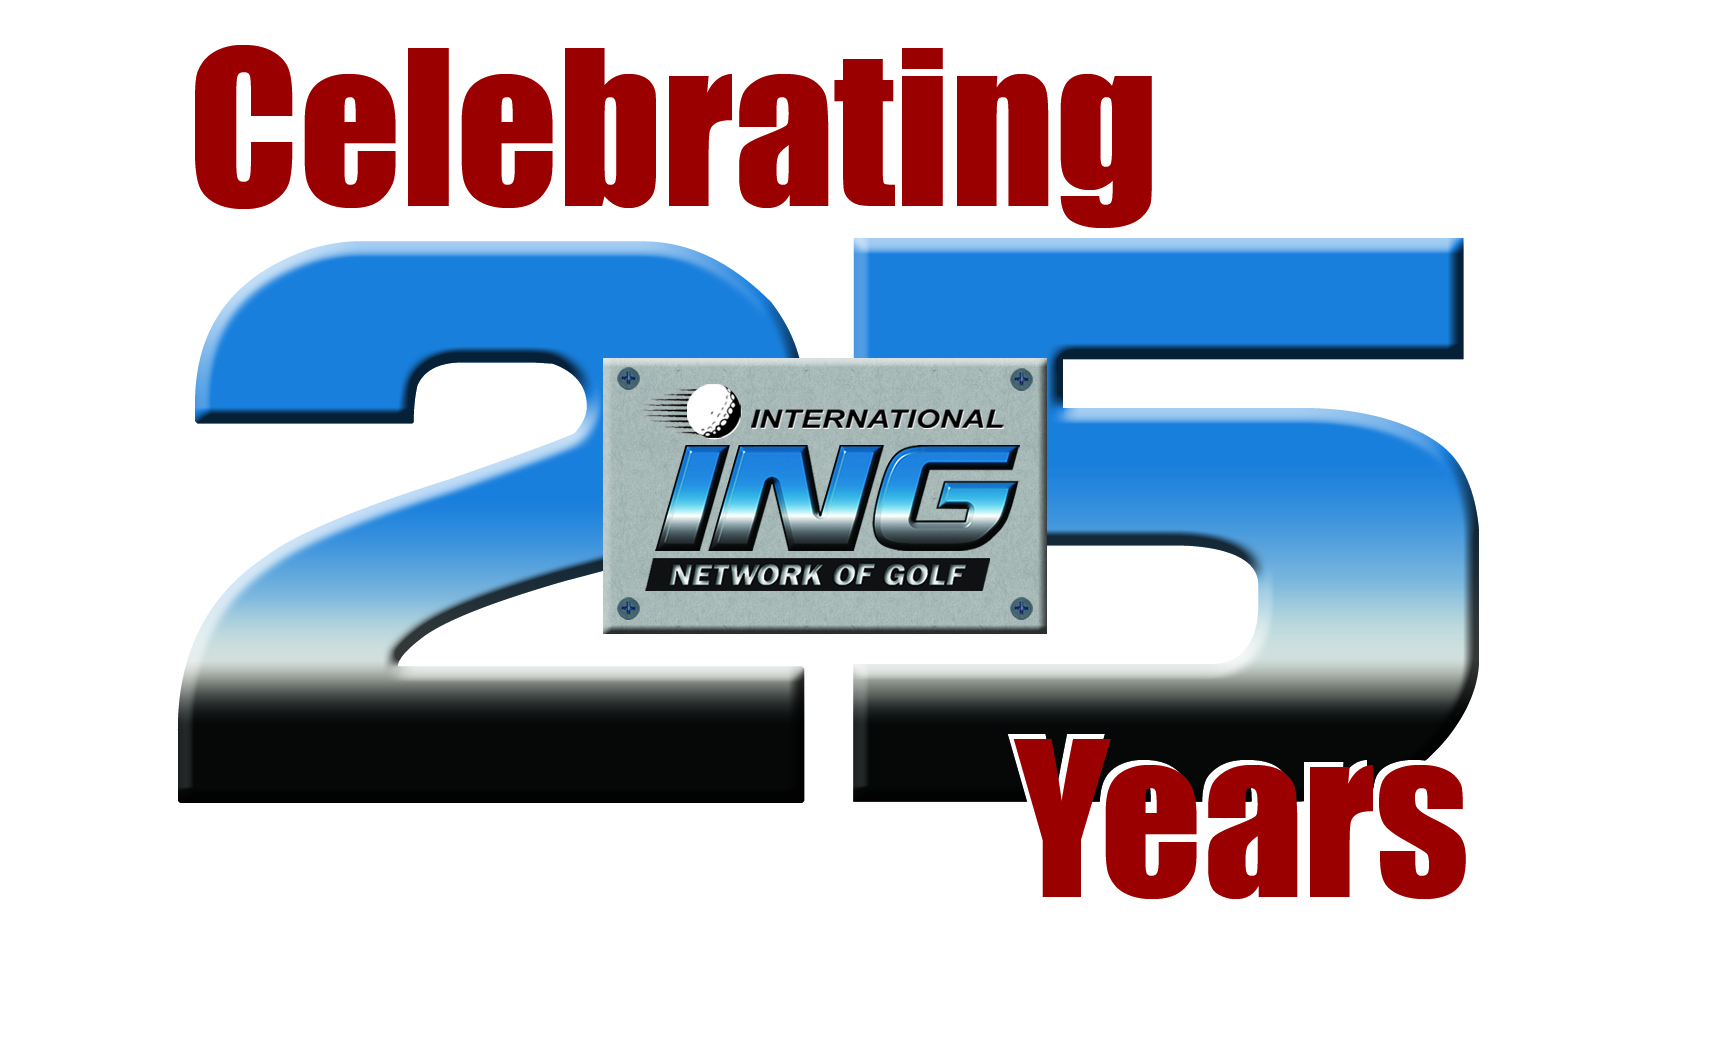 Celebrating
25
INTERNATIONAL
iNG
NETWORK OF GOLF
Years